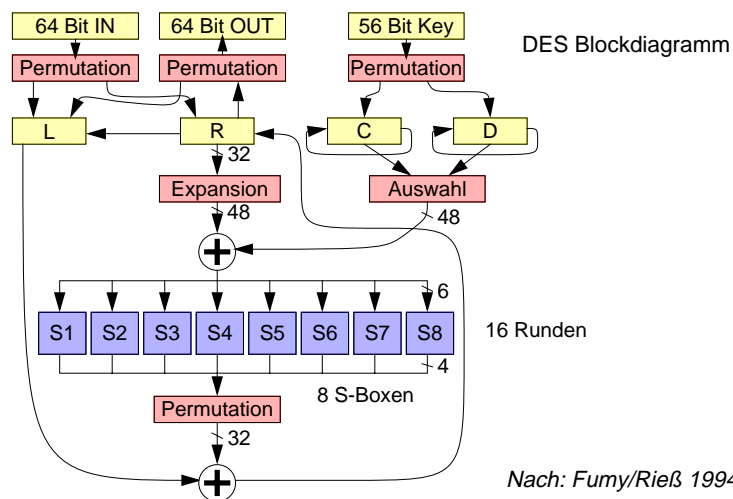 64 Bit IN
64 Bit OUT
56 Bit Key
DES Blockdiagramm
Permutation
Permutation
Permutation
L
R
C
D
32
Expansion
Auswahl
48
48
6
S1
S2
S3
S4
S5
S6
S7
S8
16 Runden
4
8 S-Boxen
Permutation
32
Nach: Fumy/Rieß 1994